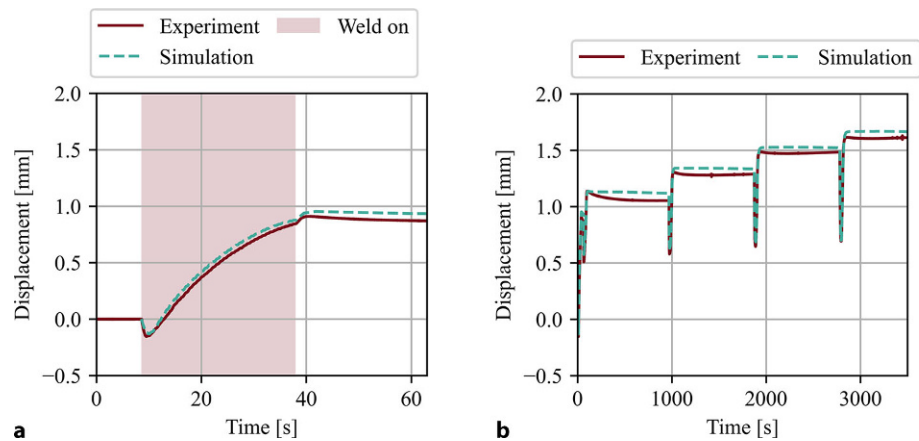 Experiment Weld on
Simulation
2.0
1.5
1.0
0.5
0.0
−0.5
Displacement [mm]
0 20 40 60
Time [s]
a
Experiment Simulation
2.0
1.5
1.0
0.5
0.0
−0.5
Displacement [mm]
0 1000 2000 3000
Time [s]
b